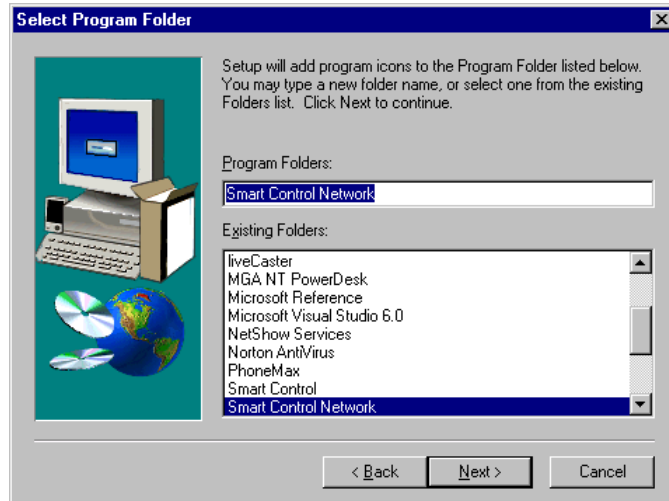 Select Program Folder
Setup will add program icons to the Program Folder listed below.
You may type a new folder name, or select one from the existing
Folders list. Click Next to continue.
Program Folders:
Smart Control Network
Existing Folders:
liveCaster
MGA NT PowerDesk
Microsoft Reference
Microsoft Visual Studio 6.0
NetShow Services
Norton AntiVirus
PhoneMax
Smart Control
Smart Control Network
< Back
Next >
Cancel